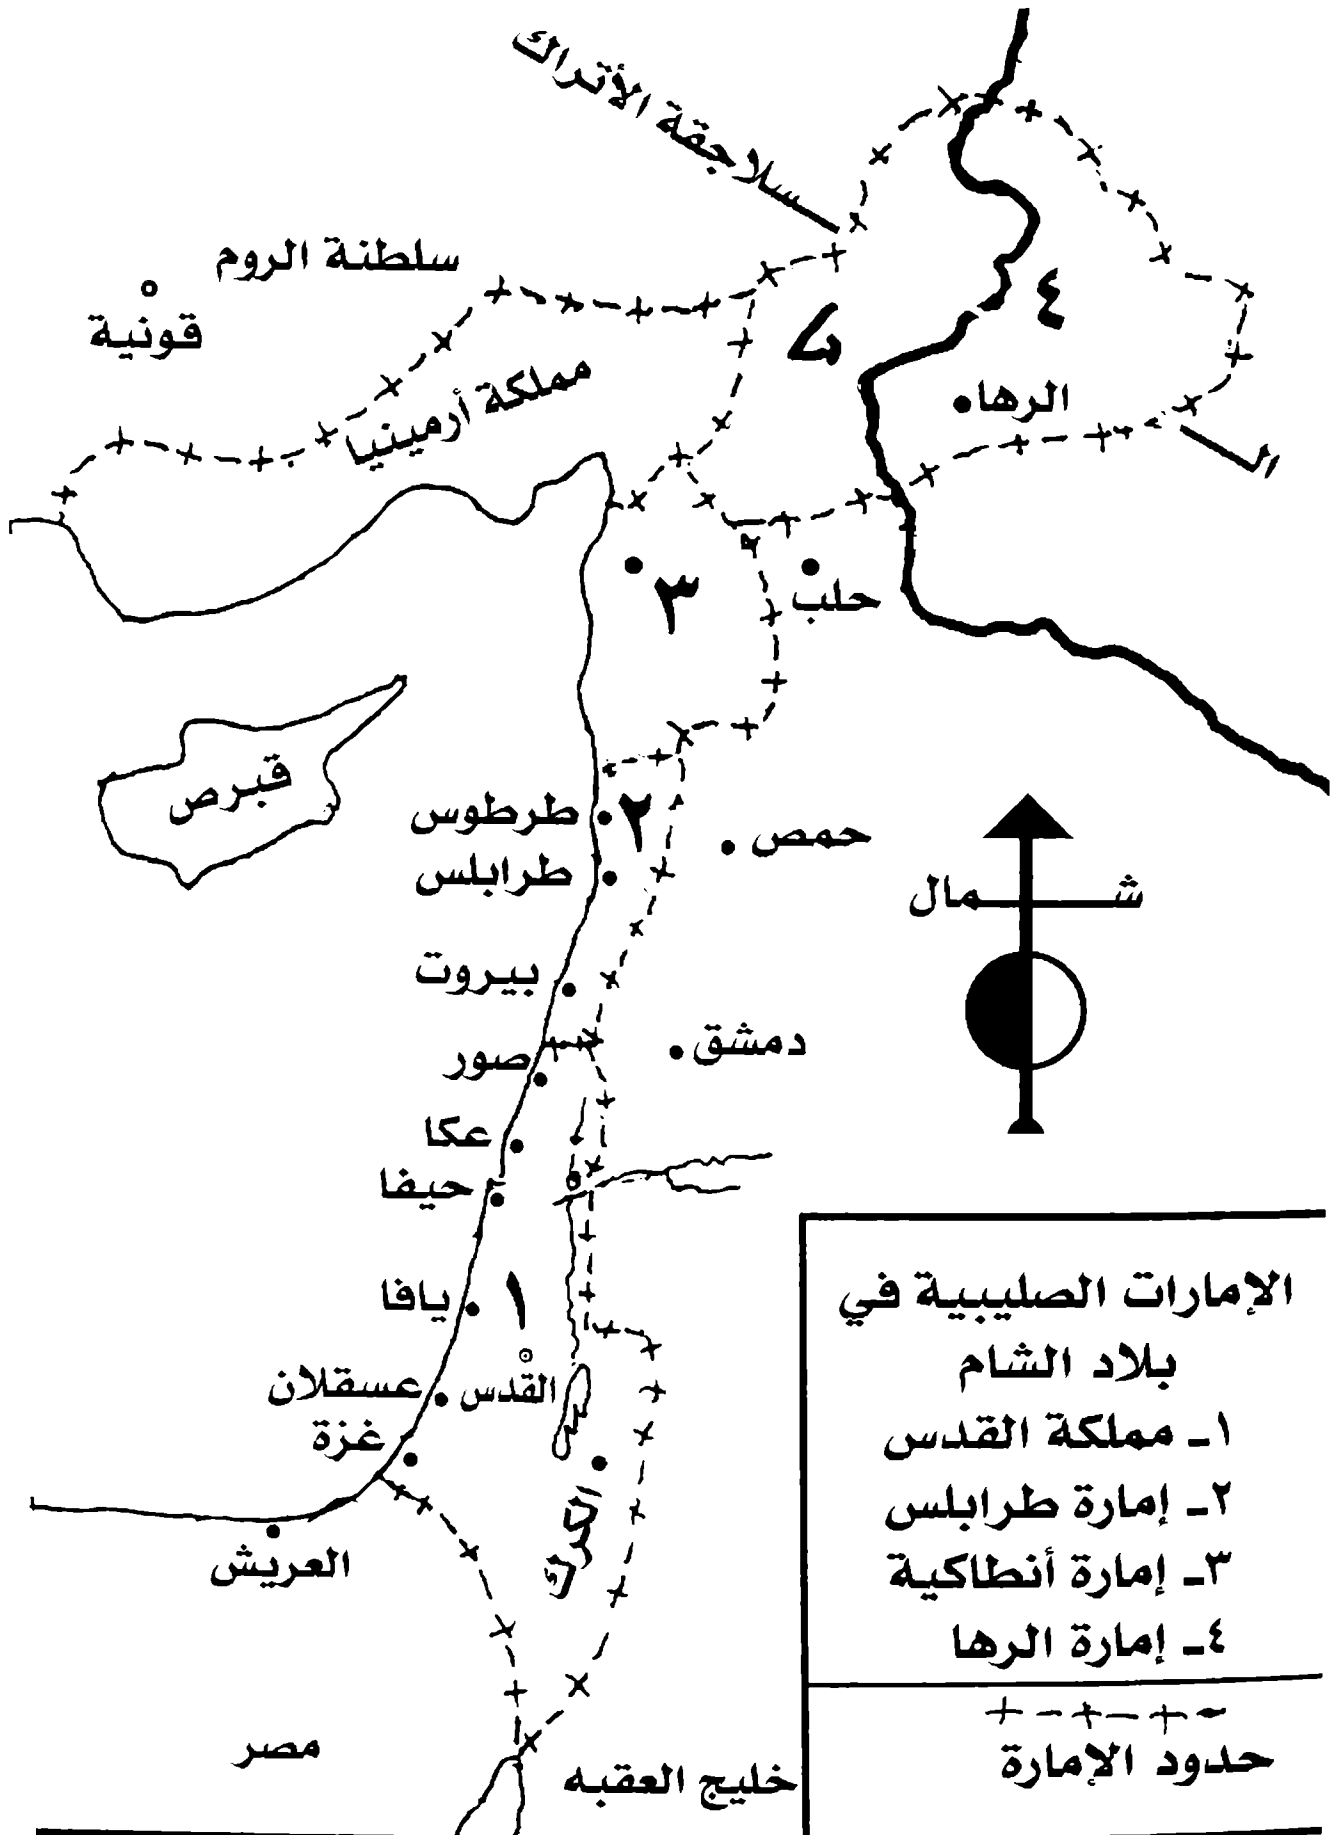 سلاجقة الأتراك
سلطنة الروم
قونية
مملكة أرمينيا
٤
الرها
الـ
٣
حلب
قبرص
طرطوس
٢
حمص
طرابلس
شمال
بيروت
دمشق
صور
عكا
حيفا
١
يافا
القدس
عسقلان
غزة
الكرك
العريش
مصر
خليج العقبه
الإمارات الصليبية في
بلاد الشام
١ـ مملكة القدس
٢ـ إمارة طرابلس
٣ـ إمارة أنطاكية
٤ـ إمارة الرها
حدود الإمارة